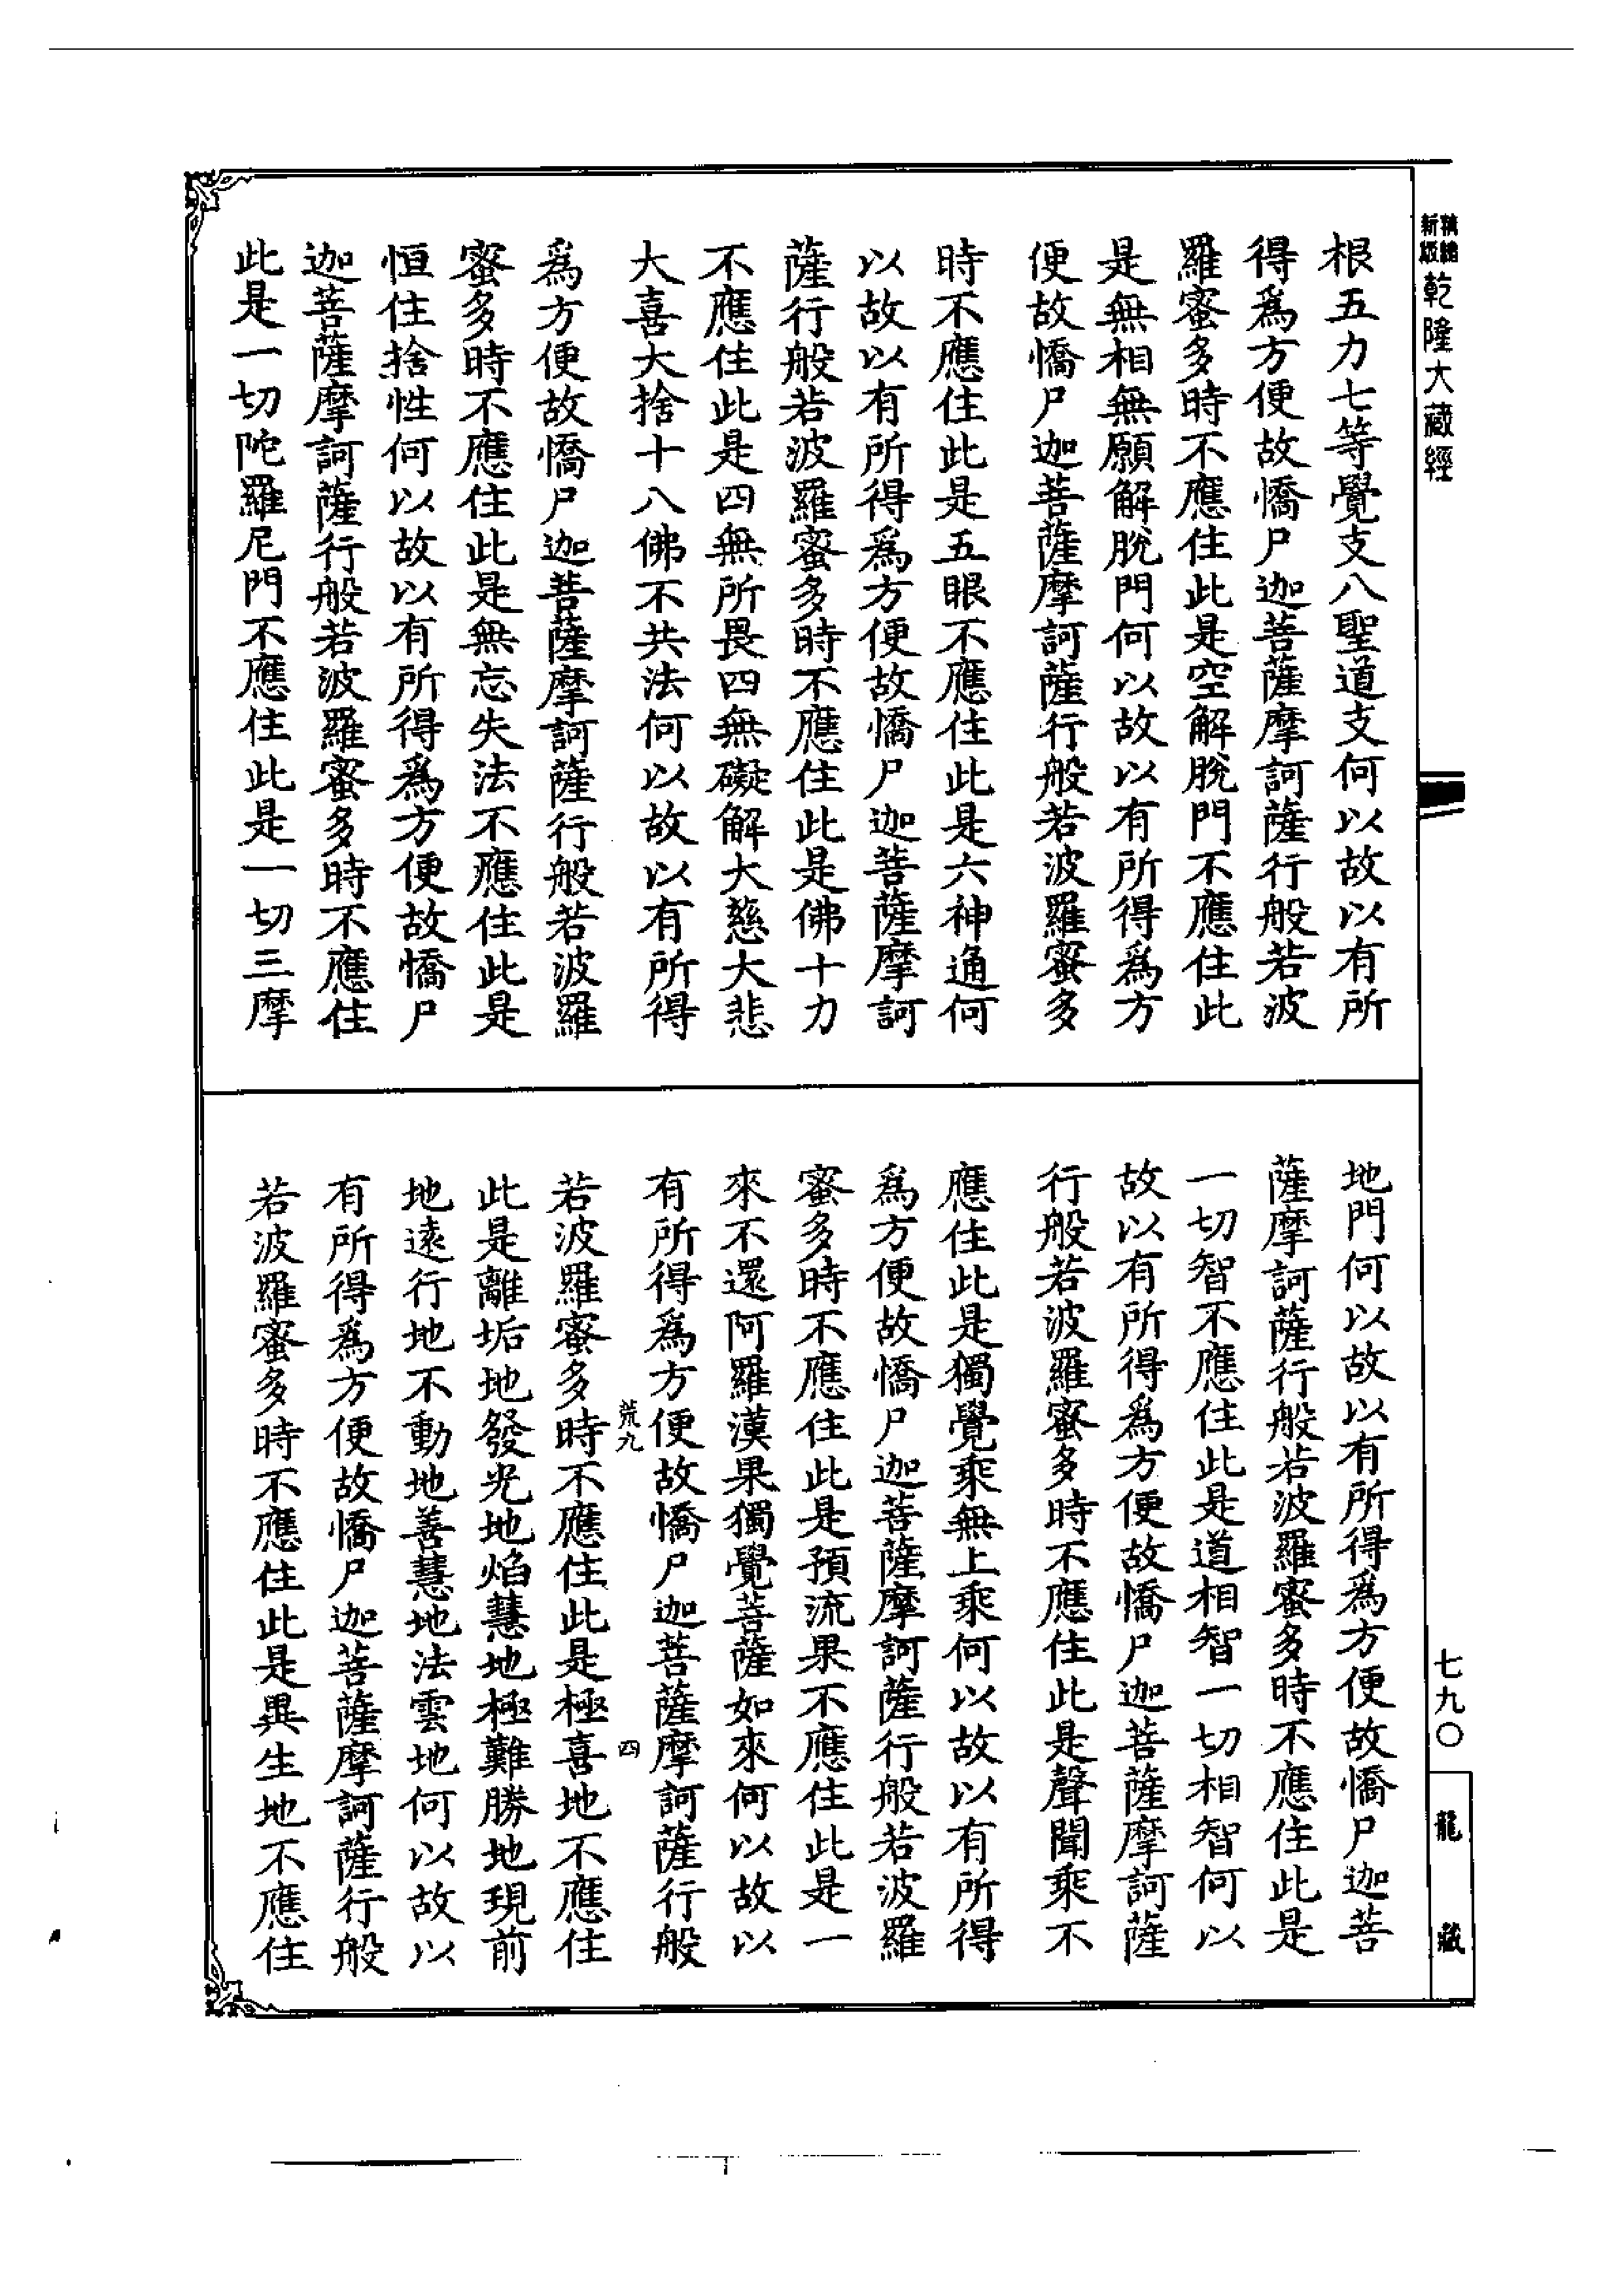 新版
精縮
乾隆大藏經
根五力七等覺支八聖道支何以故以有所
得爲方便故憍尸迦菩薩摩訶薩行般若波
羅蜜多時不應住此是空解脫門不應住此
是無相無願解脫門何以故以有所得爲方
便故憍尸迦菩薩摩訶薩行般若波羅蜜多
時不應住此是五眼不應住此是六神通何
以故以有所得爲方便故憍尸迦菩薩摩訶
薩行般若波羅蜜多時不應住此是佛十力
不應住此是四無所畏四無礙解大慈大悲
大喜大捨十八佛不共法何以故以有所得
爲方便故憍尸迦菩薩摩訶薩行般若波羅
蜜多時不應住此是無忘失法不應住此是
恒住捨性何以故以有所得爲方便故憍尸
迦菩薩摩訶薩行般若波羅蜜多時不應住
此是一切陀羅尼門不應住此是一切三摩
地門何以故以有所得爲方便故憍尸迦菩
薩摩訶薩行般若波羅蜜多時不應住此是
一切智不應住此是道相智一切相智何以
故以有所得爲方便故憍尸迦菩薩摩訶薩
行般若波羅蜜多時不應住此是聲聞乘不
應住此是獨覺乘無上乘何以故以有所得
爲方便故憍尸迦菩薩摩訶薩行般若波羅
蜜多時不應住此是預流果不應住此是一
來不還阿羅漢果獨覺菩薩如來何以故以
有所得爲方便故憍尸迦菩薩摩訶薩行般
荒九
四
若波羅蜜多時不應住此是極喜地不應住
此是離垢地發光地焰慧地極難勝地現前
地遠行地不動地善慧地法雲地何以故以
有所得爲方便故憍尸迦菩薩摩訶薩行般
若波羅蜜多時不應住此是異生地不應住
七九〇
龍藏